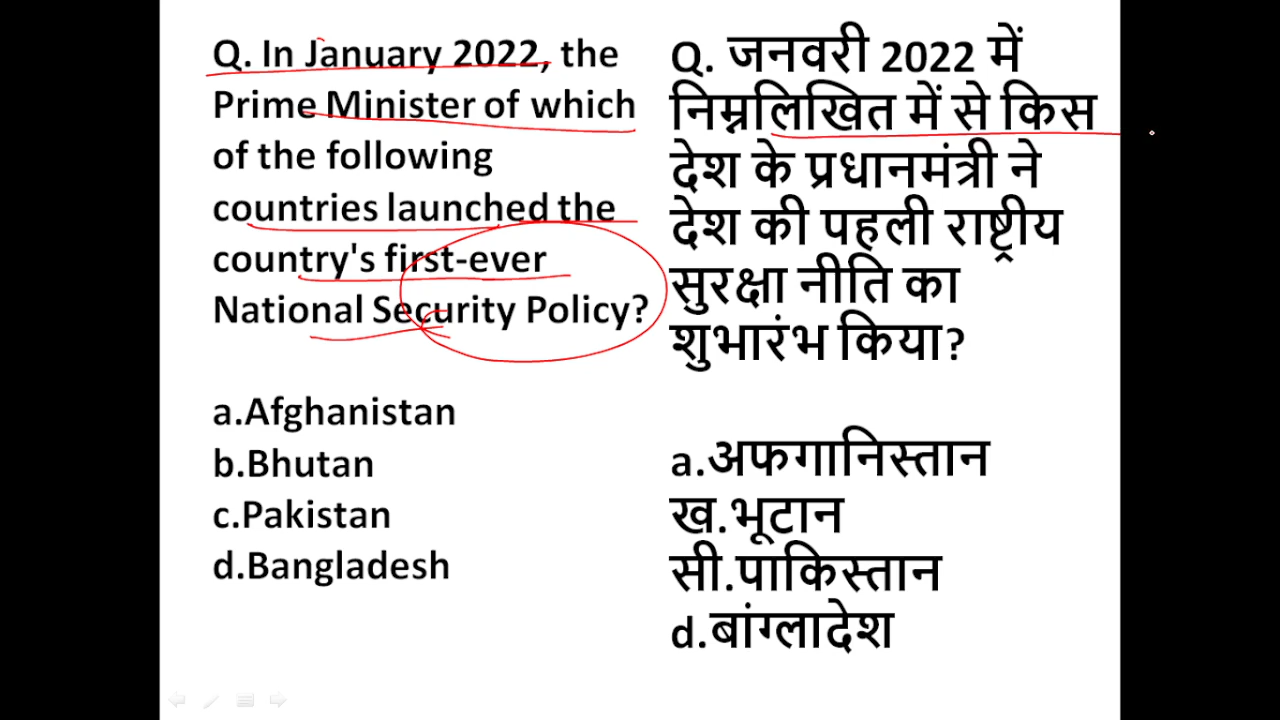 Q. In January 2022, the
Prime Minister of which
of the following
countries launched the
country's first-ever
National Security Policy?
a.Afghanistan
b.Bhutan
c.Pakistan
d.Bangladesh
Q. जनवरी 2022 में
निम्नलिखित में से किस
देश के प्रधानमंत्री ने
देश की पहली राष्ट्रीय
सुरक्षा नीति का
शुभारंभ किया?
a.अफगानिस्तान
ख.भूटान
सी.पाकिस्तान
d.बांग्लादेश